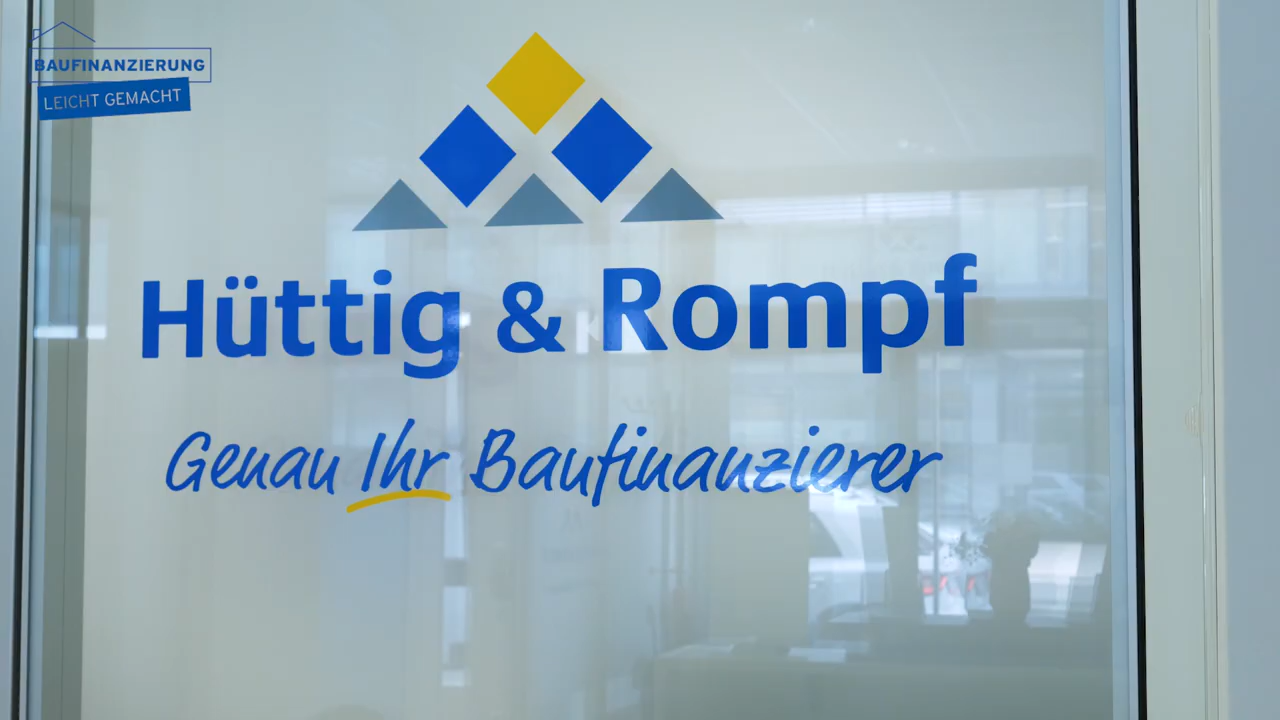 BAUFINANZIERUNG
LEICHT GEMACHT
Hüttig & Rompf
Genau Ihr Baufinanzierer